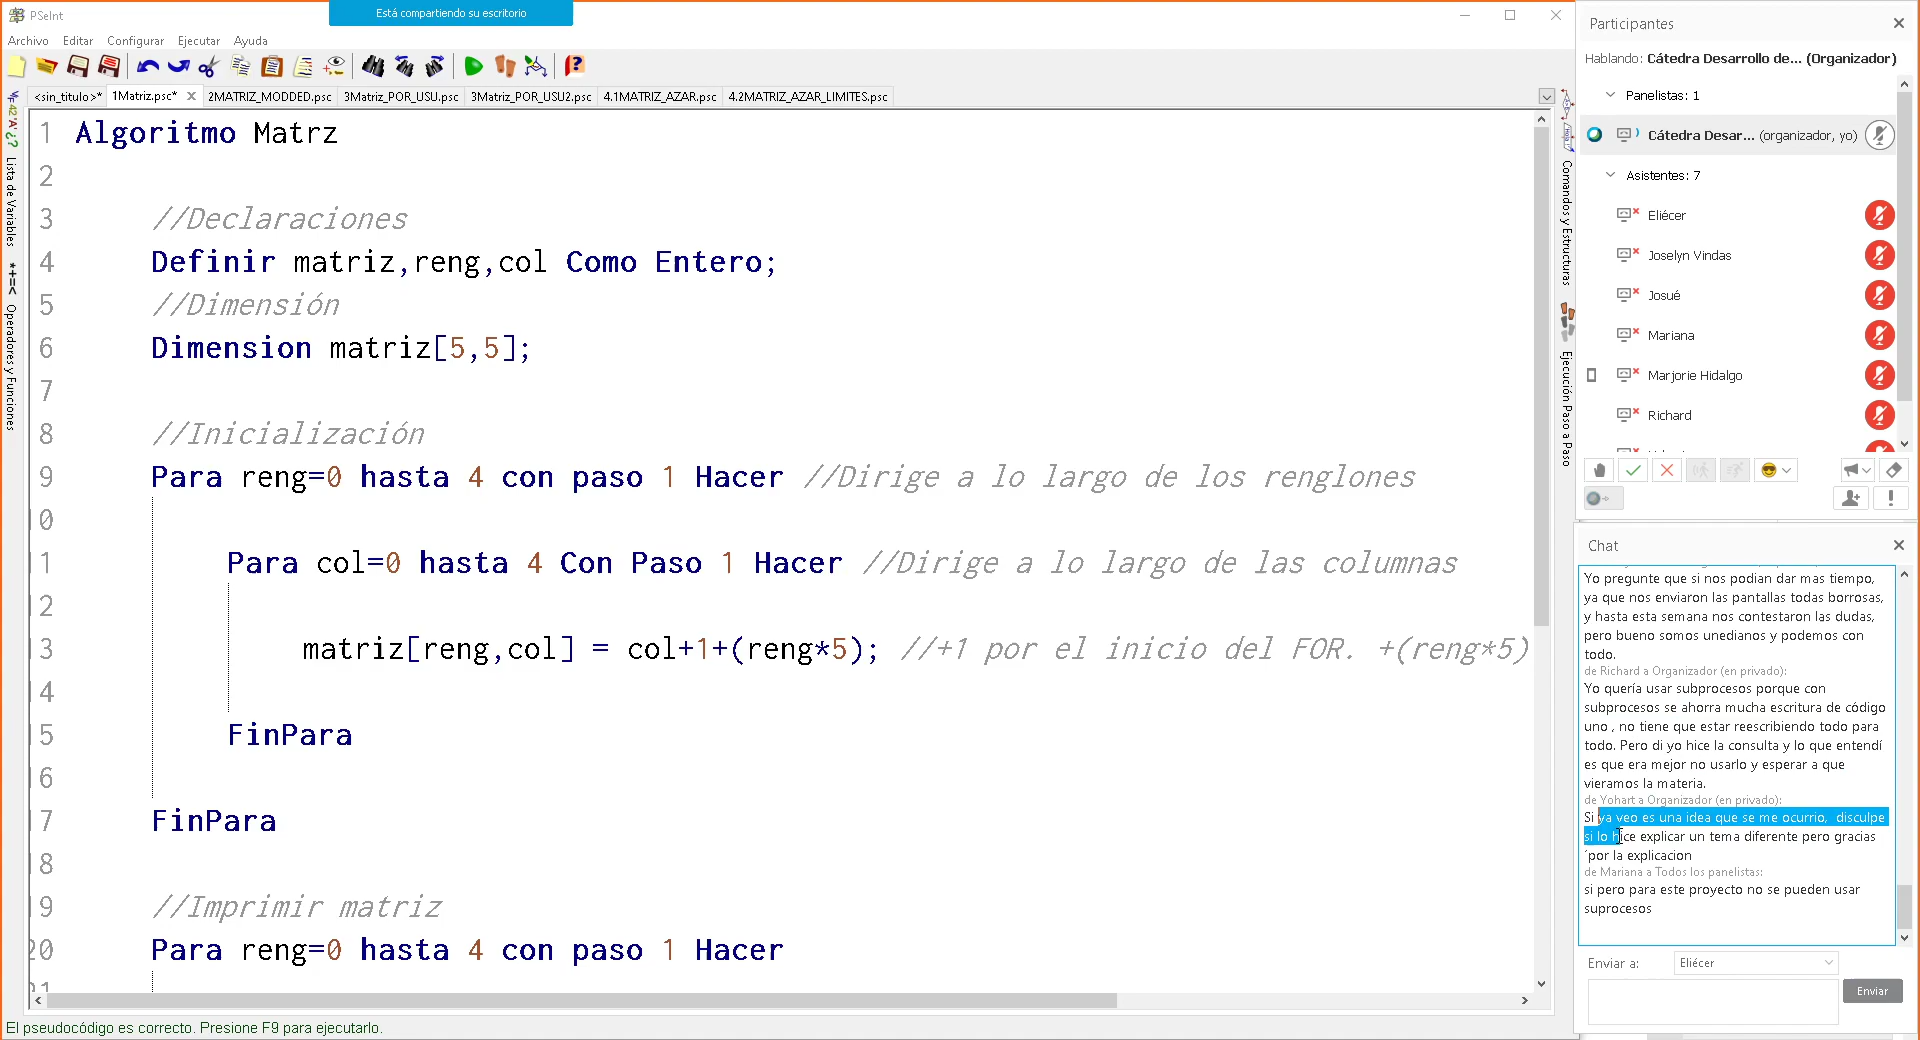 PSeInt
Está compartiendo su escritorio
Archivo Editar Configurar Ejecutar Ayuda
<sin_titulo>* 1Matriz.psc* 2MATRIZ_MODDED.psc 3Matriz_POR_USU.psc 3Matriz_POR_USU2.psc 4.1MATRIZ_AZAR.psc 4.2MATRIZ_AZAR_LIMITES.psc
Lista de Variables
*+=< Operadores y Funciones
1 Algoritmo Matrz
2
3 //Declaraciones
4 Definir matriz,reng,col Como Entero;
5 //Dimensión
6 Dimension matriz[5,5];
7
8 //Inicialización
9 Para reng=0 hasta 4 con paso 1 Hacer //Dirige a lo largo de los renglones
10
11 Para col=0 hasta 4 Con Paso 1 Hacer //Dirige a lo largo de las columnas
12
13 matriz[reng,col] = col+1+(reng*5); //+1 por el inicio del FOR. +(reng*5)
14
15 FinPara
16
17 FinPara
18
19 //Imprimir matriz
20 Para reng=0 hasta 4 con paso 1 Hacer
21
El pseudocódigo es correcto. Presione F9 para ejecutarlo.
Comandos y Estructuras
Ejecución Paso a Paso
Participantes
Hablando: Cátedra Desarrollo de... (Organizador)
Panelistas: 1
Cátedra Desar... (organizador, yo)
Asistentes: 7
Eliécer
Joselyn Vindas
Josué
Mariana
Marjorie Hidalgo
Richard
Chat
Yo pregunte que si nos podian dar mas tiempo,
ya que nos enviaron las pantallas todas borrosas,
y hasta esta semana nos contestaron las dudas,
pero bueno somos unedianos y podemos con
todo.
de Richard a Organizador (en privado):
Yo quería usar subprocesos porque con
subprocesos se ahorra mucha escritura de código
uno , no tiene que estar reescribiendo todo para
todo. Pero di yo hice la consulta y lo que entendí
es que era mejor no usarlo y esperar a que
vieramos la materia.
de Yohart a Organizador (en privado):
Si ya veo es una idea que se me ocurrio,  disculpe
si lo hice explicar un tema diferente pero gracias
´por la explicacion
de Mariana a Todos los panelistas:
si pero para este proyecto no se pueden usar
suprocesos
Enviar a: Eliécer
Enviar